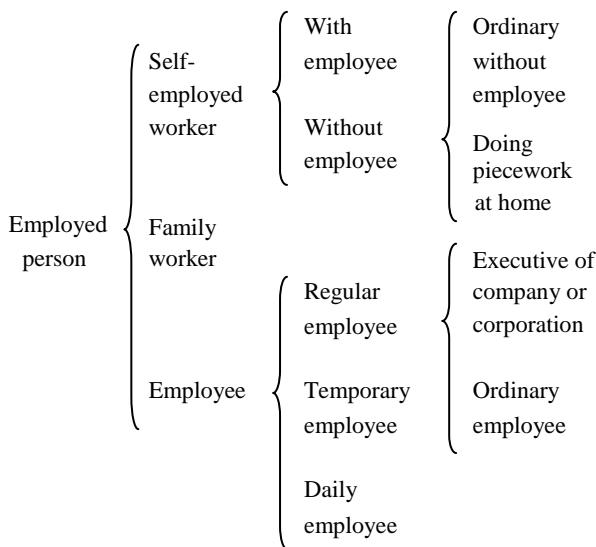 Employed
person
Self-
employed
worker
Family
worker
Employee
With
employee
Without
employee
Regular
employee
Temporary
employee
Daily
employee
Ordinary
without
employee
Doing
piecework
at home
Executive of
company or
corporation
Ordinary
employee